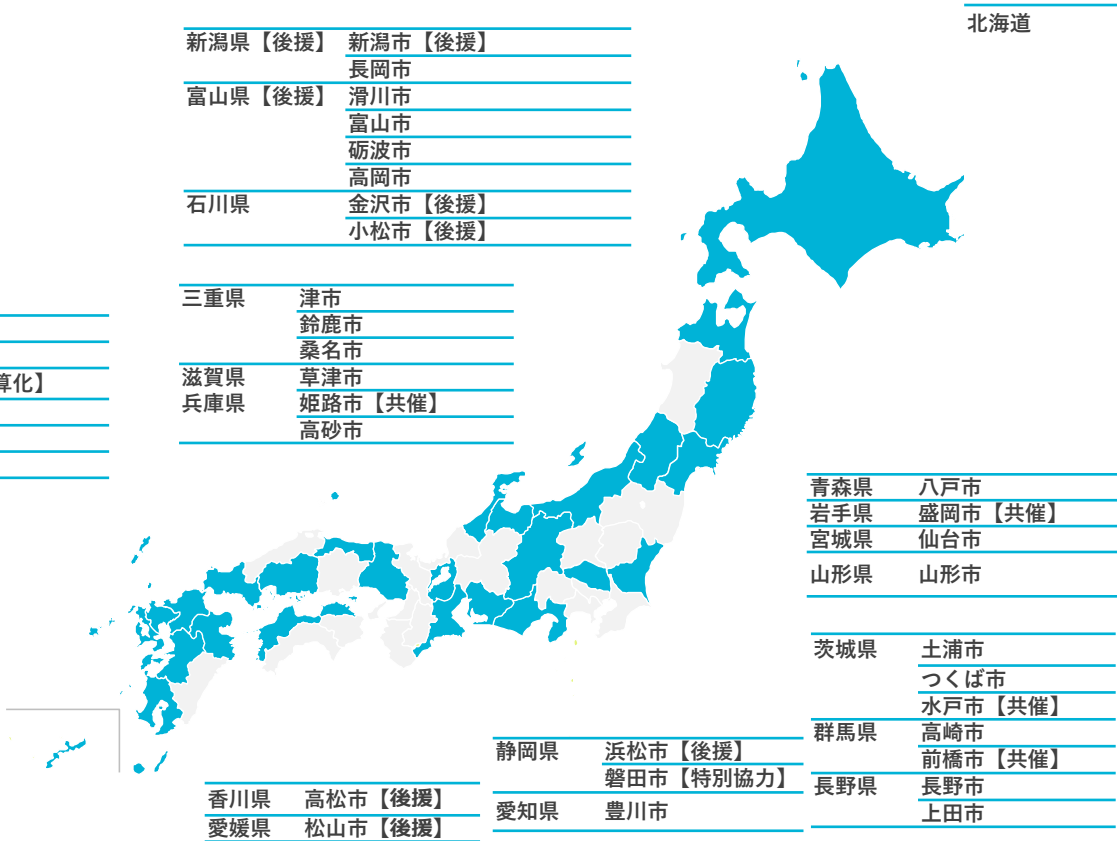 北海道
新潟県【後援】 新潟市【後援】
長岡市
富山県【後援】 滑川市
富山市
砺波市
高岡市
石川県 金沢市【後援】
小松市【後援】
三重県 津市
鈴鹿市
桑名市
滋賀県 草津市
兵庫県 姫路市【共催】
高砂市
算化】
青森県 八戸市
岩手県 盛岡市【共催】
宮城県 仙台市
山形県 山形市
茨城県 土浦市
つくば市
水戸市【共催】
群馬県 高崎市
前橋市【共催】
長野県 長野市
上田市
静岡県 浜松市【後援】
磐田市【特別協力】
愛知県 豊川市
香川県 高松市【後援】
愛媛県 松山市【後援】